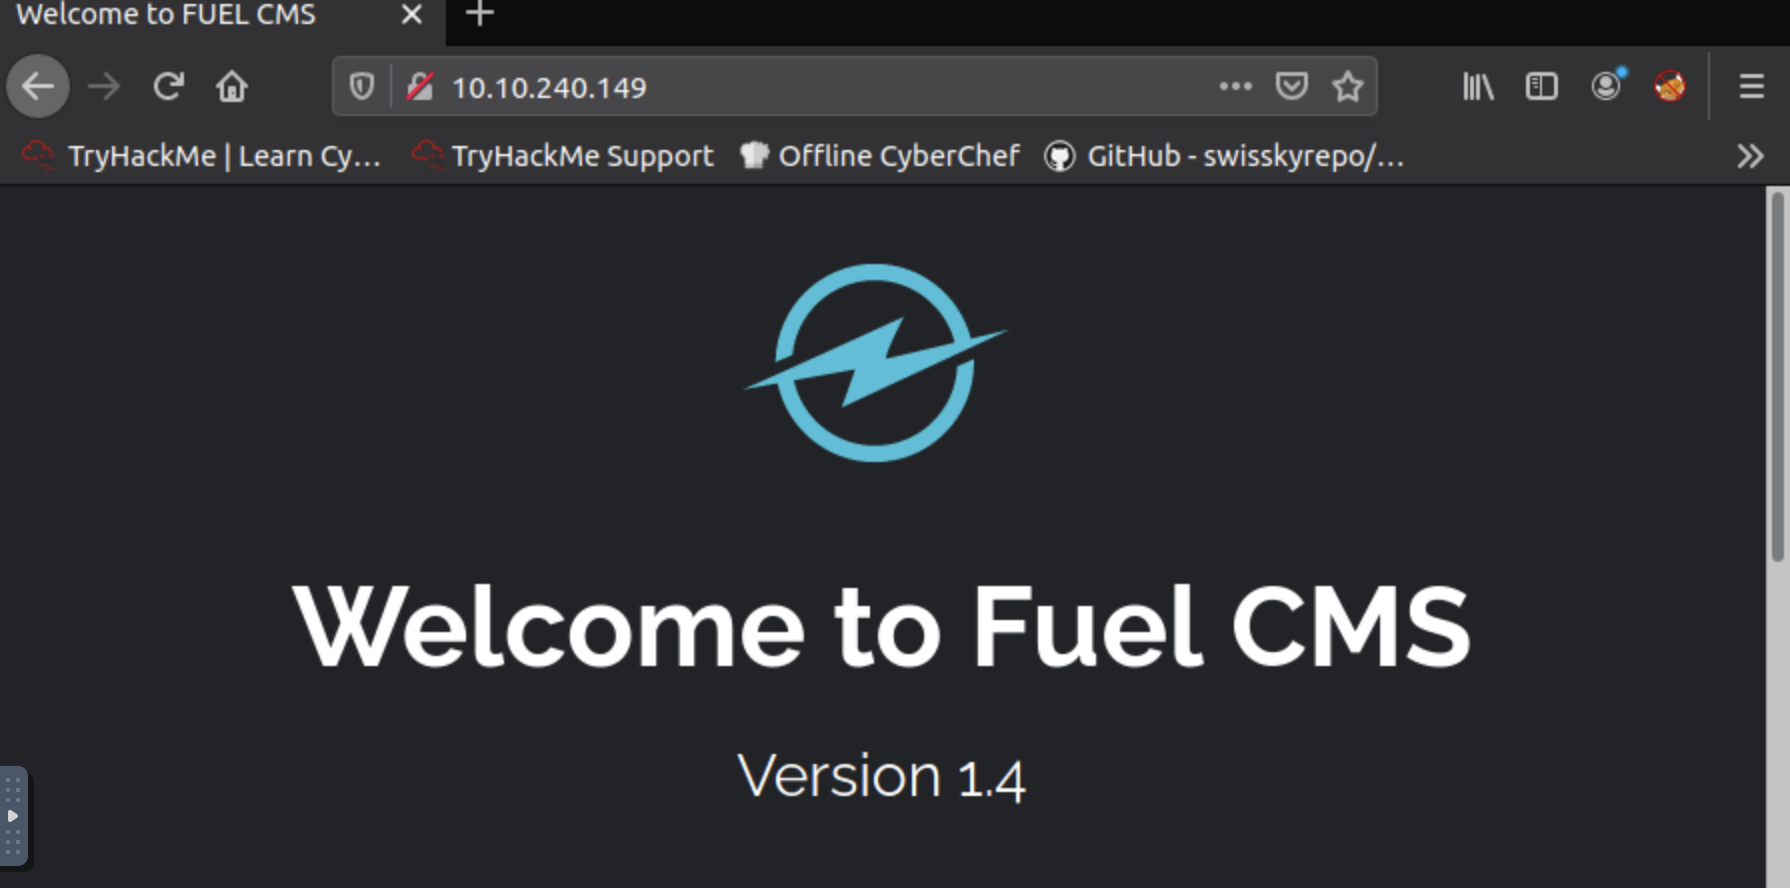 Welcome to FUEL CMS
10.10.240.149
TryHackMe | Learn Cy… TryHackMe Support Offline CyberChef GitHub - swisskyrepo/…
Welcome to Fuel CMS
Version 1.4